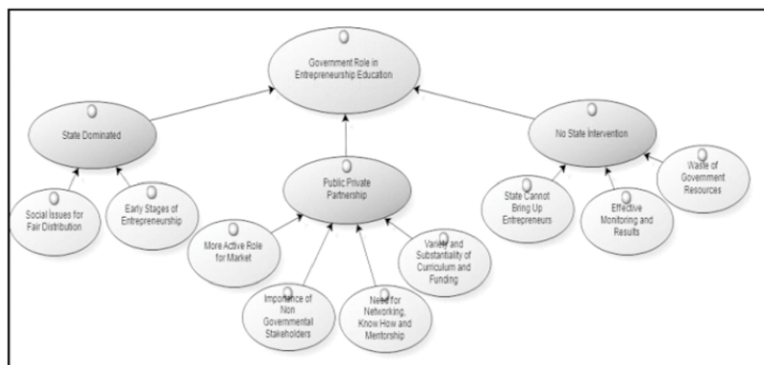 Government Role in
Entrepreneurship Education
State Dominated
No State Intervention
Public Private
Partnership
Social Issues for
Fair Distribution
Early Stages of
Entrepreneurship
More Active Role
for Market
Importance of
Non
Governmental
Stakeholders
Need for
Networking,
Know How and
Mentorship
Variety and
Substantiality of
Curriculum and
Funding
State Cannot
Bring Up
Entrepreneurs
Effective
Monitoring and
Results
Waste of
Government
Resources